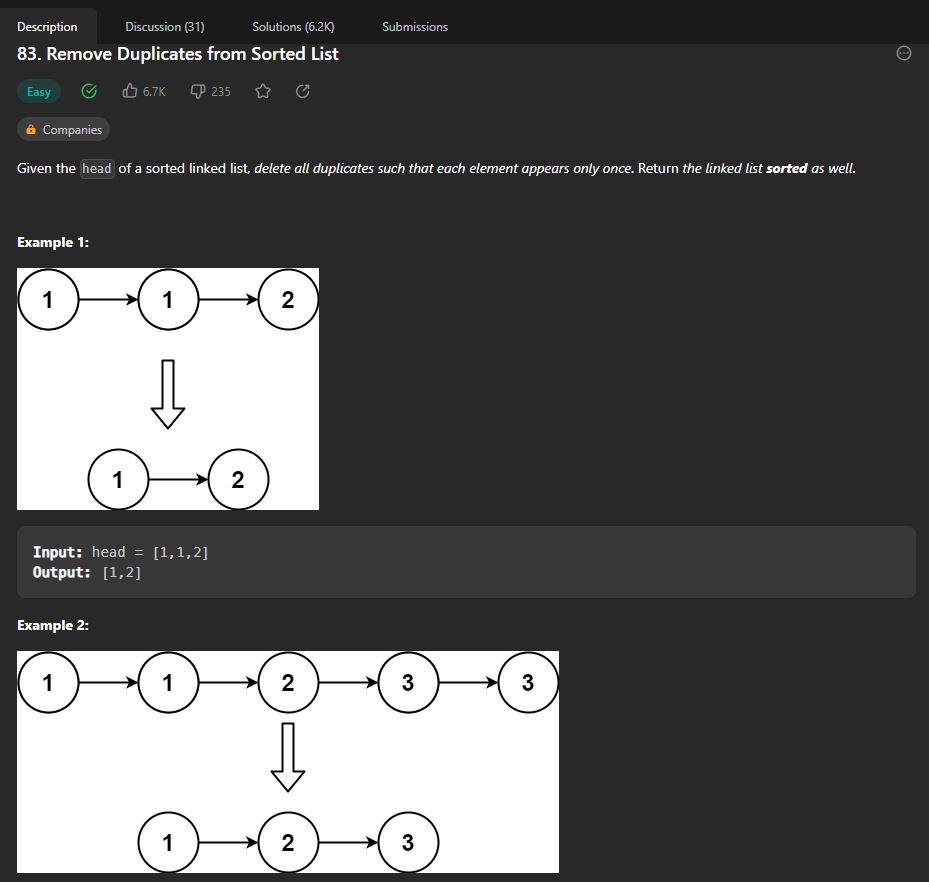 Description Discussion (31) Solutions (6.2K) Submissions
83. Remove Duplicates from Sorted List
Easy 6.7K 235
Companies
Given the head of a sorted linked list, delete all duplicates such that each element appears only once. Return the linked list sorted as well.
Example 1:
1 1 2
1 2
Input: head = [1,1,2]
Output: [1,2]
Example 2:
1 1 2 3 3
1 2 3